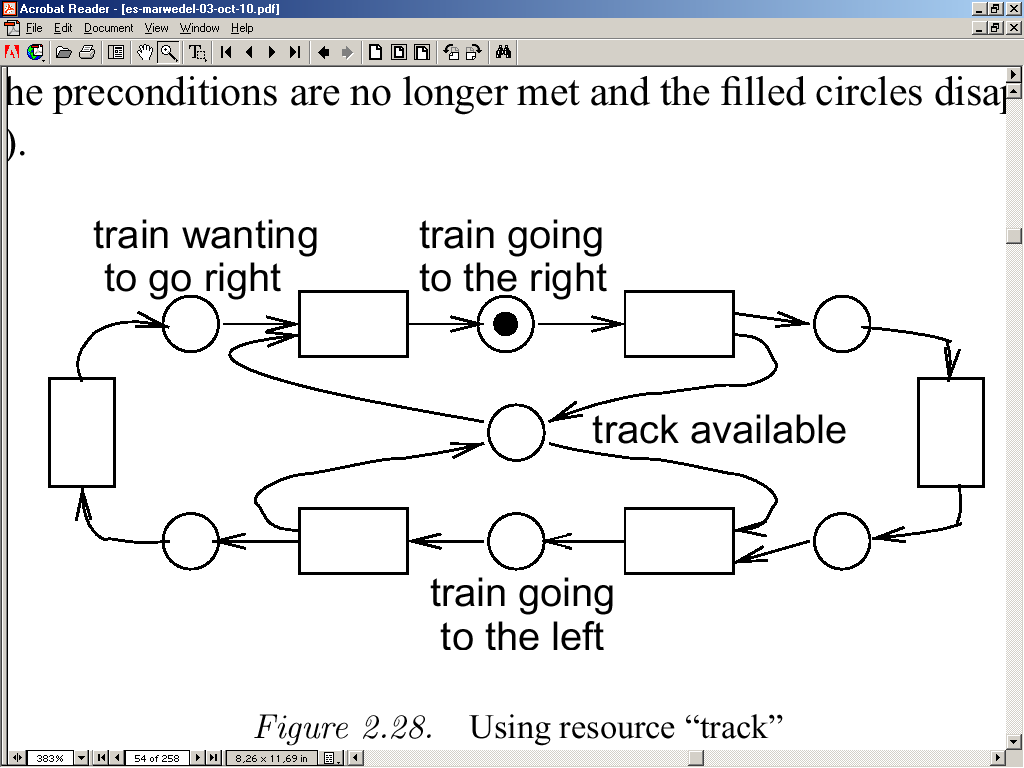 Acrobat Reader - [es-marwedel-03-oct-10.pdf]
File Edit Document View Window Help
he preconditions are no longer met and the filled circles disap
).
train wanting
to go right
train going
to the right
track available
train going
to the left
Figure 2.28. Using resource “track”
383% 54 of 258 8,26 x 11,69 in